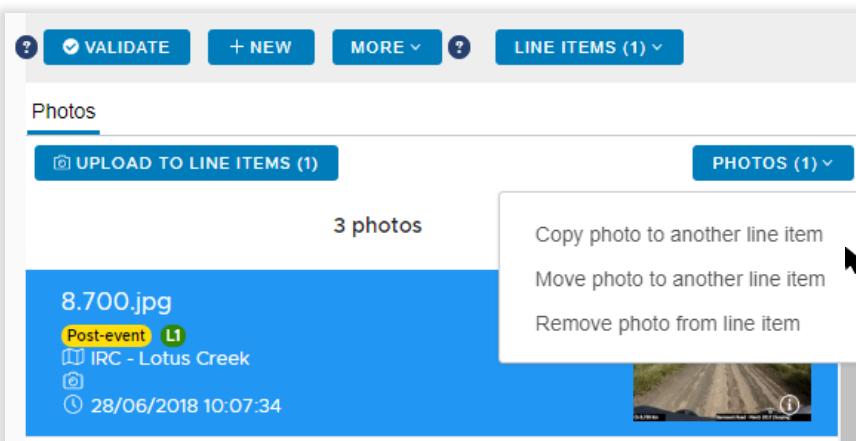 ? VALIDATE + NEW MORE ? LINE ITEMS (1)
Photos
UPLOAD TO LINE ITEMS (1) PHOTOS (1)
3 photos
Copy photo to another line item
Move photo to another line item
Remove photo from line item
8.700.jpg
Post-event L1
IRC - Lotus Creek
28/06/2018 10:07:34